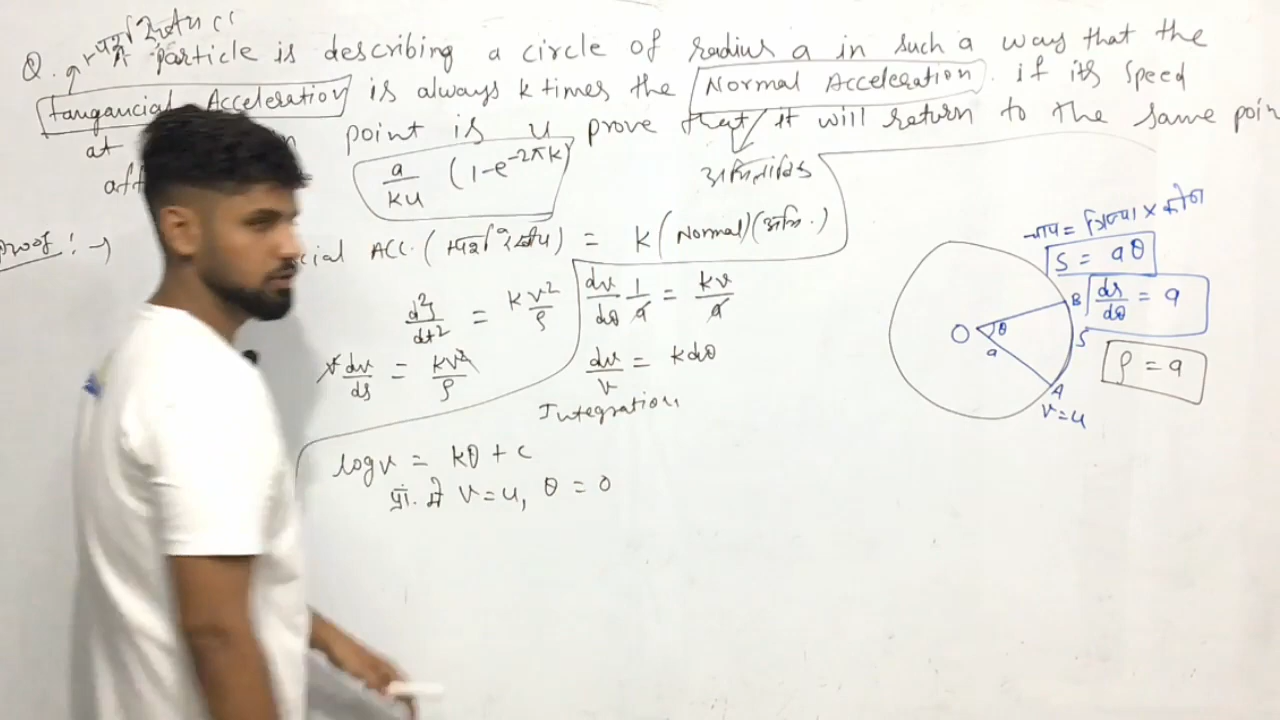 Q. A particle is describing a circle of radius a in such a way that the
tangancial Acceleration is always k times the Normal Acceleration. if its speed
at point is u prove that it will return to the same poin
aff a/ku (1-e^-2πk)
Proof! →
cial ACC. ( ) = k (Normal)(अभि.)
d²s/dt² = k v²/ρ
v dv/ds = kv²/ρ
dv/dθ 1/a = kv/a
dv/v = kdθ
Integration
log v = kθ + c
प्रा. में v=u, θ = 0
चाप = त्रिज्या × कोण
S = aθ
ds/dθ = a
ρ = a
O
θ
a
B
S
A
v=u